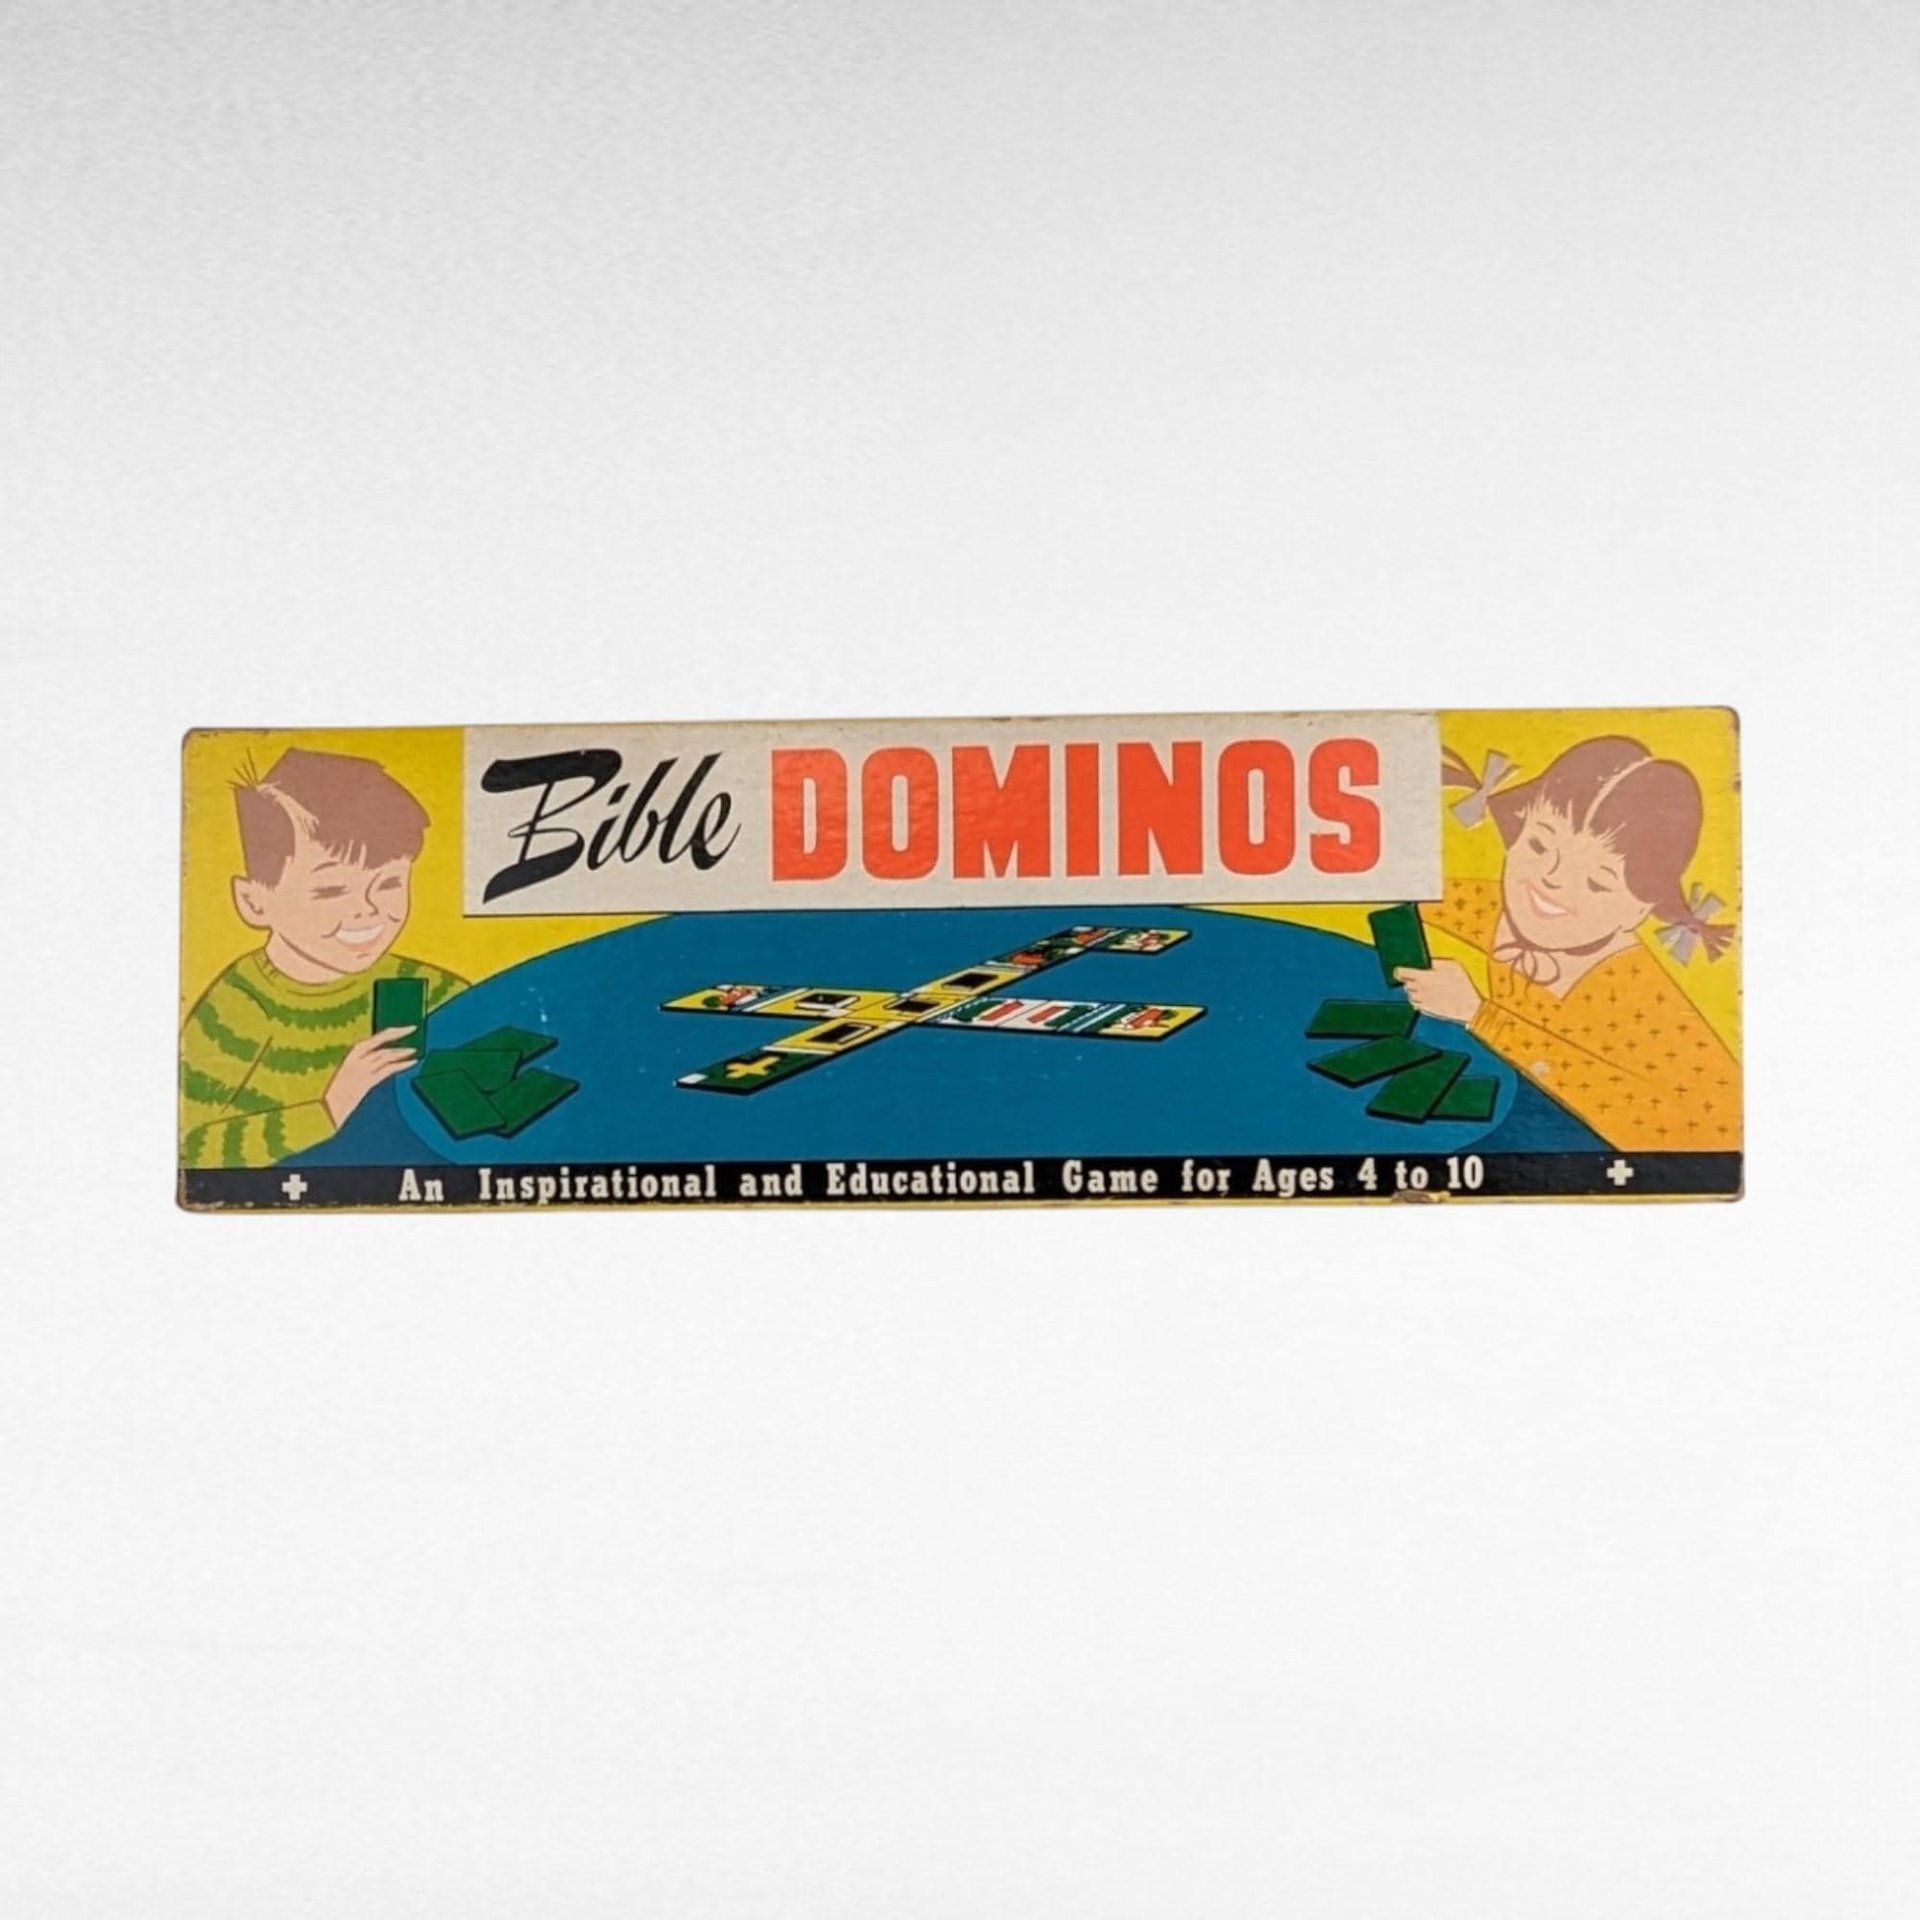 Bible DOMINOS
An Inspirational and Educational Game for Ages 4 to 10